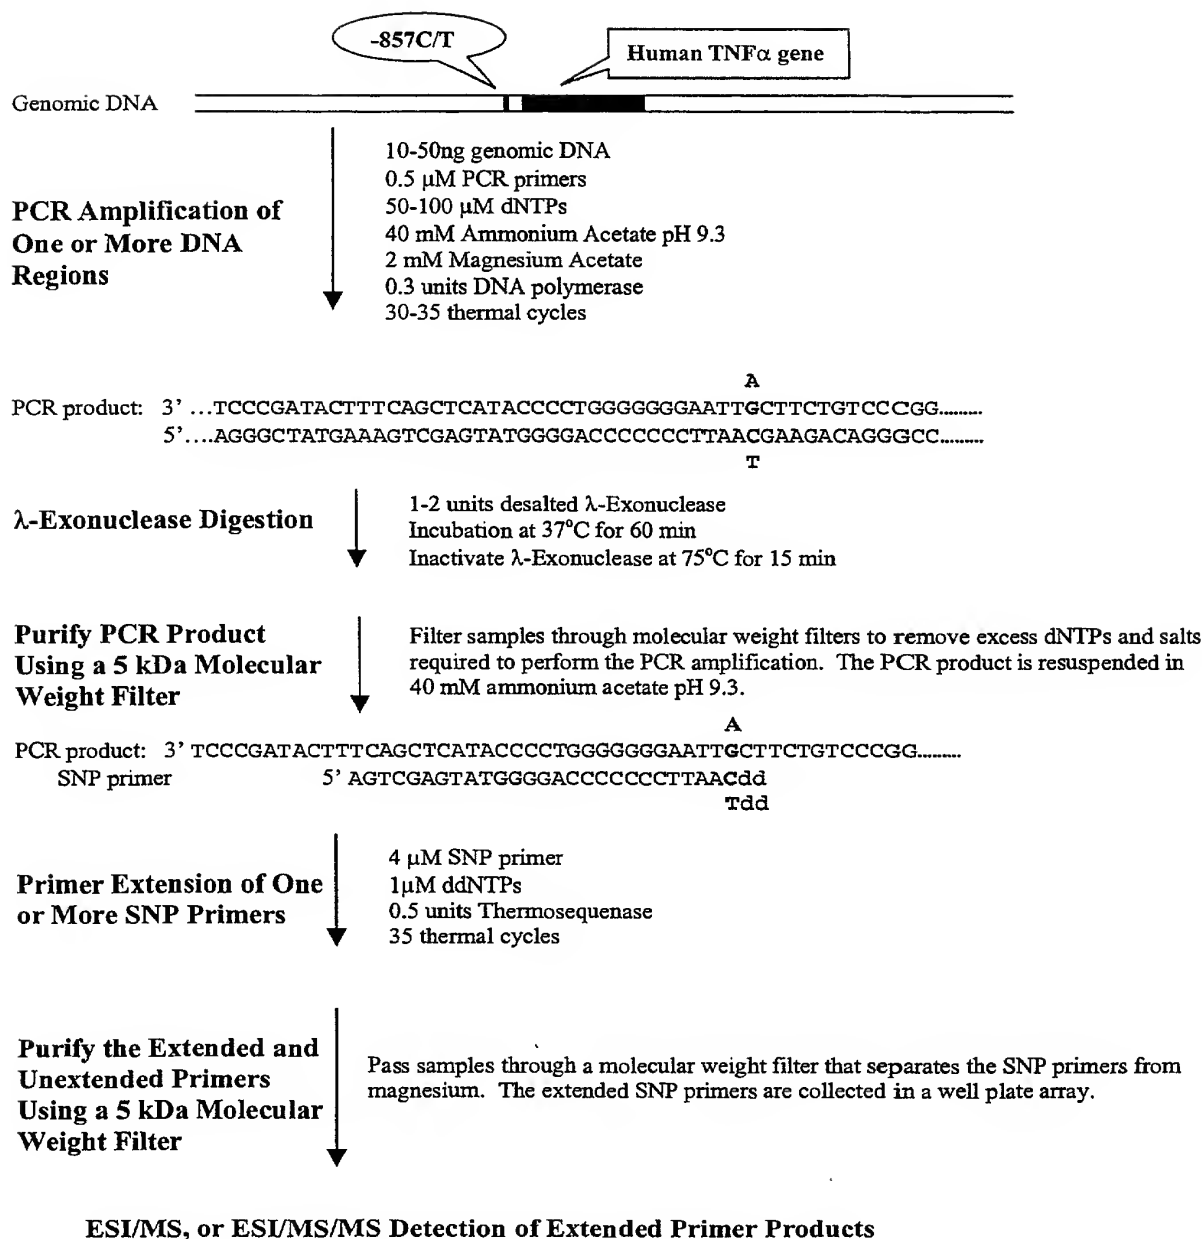 -857C/T
Human TNFα gene
Genomic DNA
10-50ng genomic DNA
0.5 μM PCR primers
50-100 μM dNTPs
40 mM Ammonium Acetate pH 9.3
2 mM Magnesium Acetate
0.3 units DNA polymerase
30-35 thermal cycles
PCR Amplification of
One or More DNA
Regions
A
PCR product: 3' ...TCCCGATACTTTCAGCTCATACCCCTGGGGGGGAATTGCTTCTGTCCCGG.........
5'....AGGGCTATGAAAGTCGAGTATGGGGACCCCCCCTTAACGAAGACAGGGCC.........
T
λ-Exonuclease Digestion
1-2 units desalted λ-Exonuclease
Incubation at 37°C for 60 min
Inactivate λ-Exonuclease at 75°C for 15 min
Purify PCR Product
Using a 5 kDa Molecular
Weight Filter
Filter samples through molecular weight filters to remove excess dNTPs and salts
required to perform the PCR amplification. The PCR product is resuspended in
40 mM ammonium acetate pH 9.3.
A
PCR product: 3' TCCCGATACTTTCAGCTCATACCCCTGGGGGGGAATTGCTTCTGTCCCGG.........
SNP primer 5' AGTCGAGTATGGGGACCCCCCCTTAACdd
Tdd
Primer Extension of One
or More SNP Primers
4 μM SNP primer
1μM ddNTPs
0.5 units Thermosequenase
35 thermal cycles
Purify the Extended and
Unextended Primers
Using a 5 kDa Molecular
Weight Filter
Pass samples through a molecular weight filter that separates the SNP primers from
magnesium. The extended SNP primers are collected in a well plate array.
ESI/MS, or ESI/MS/MS Detection of Extended Primer Products